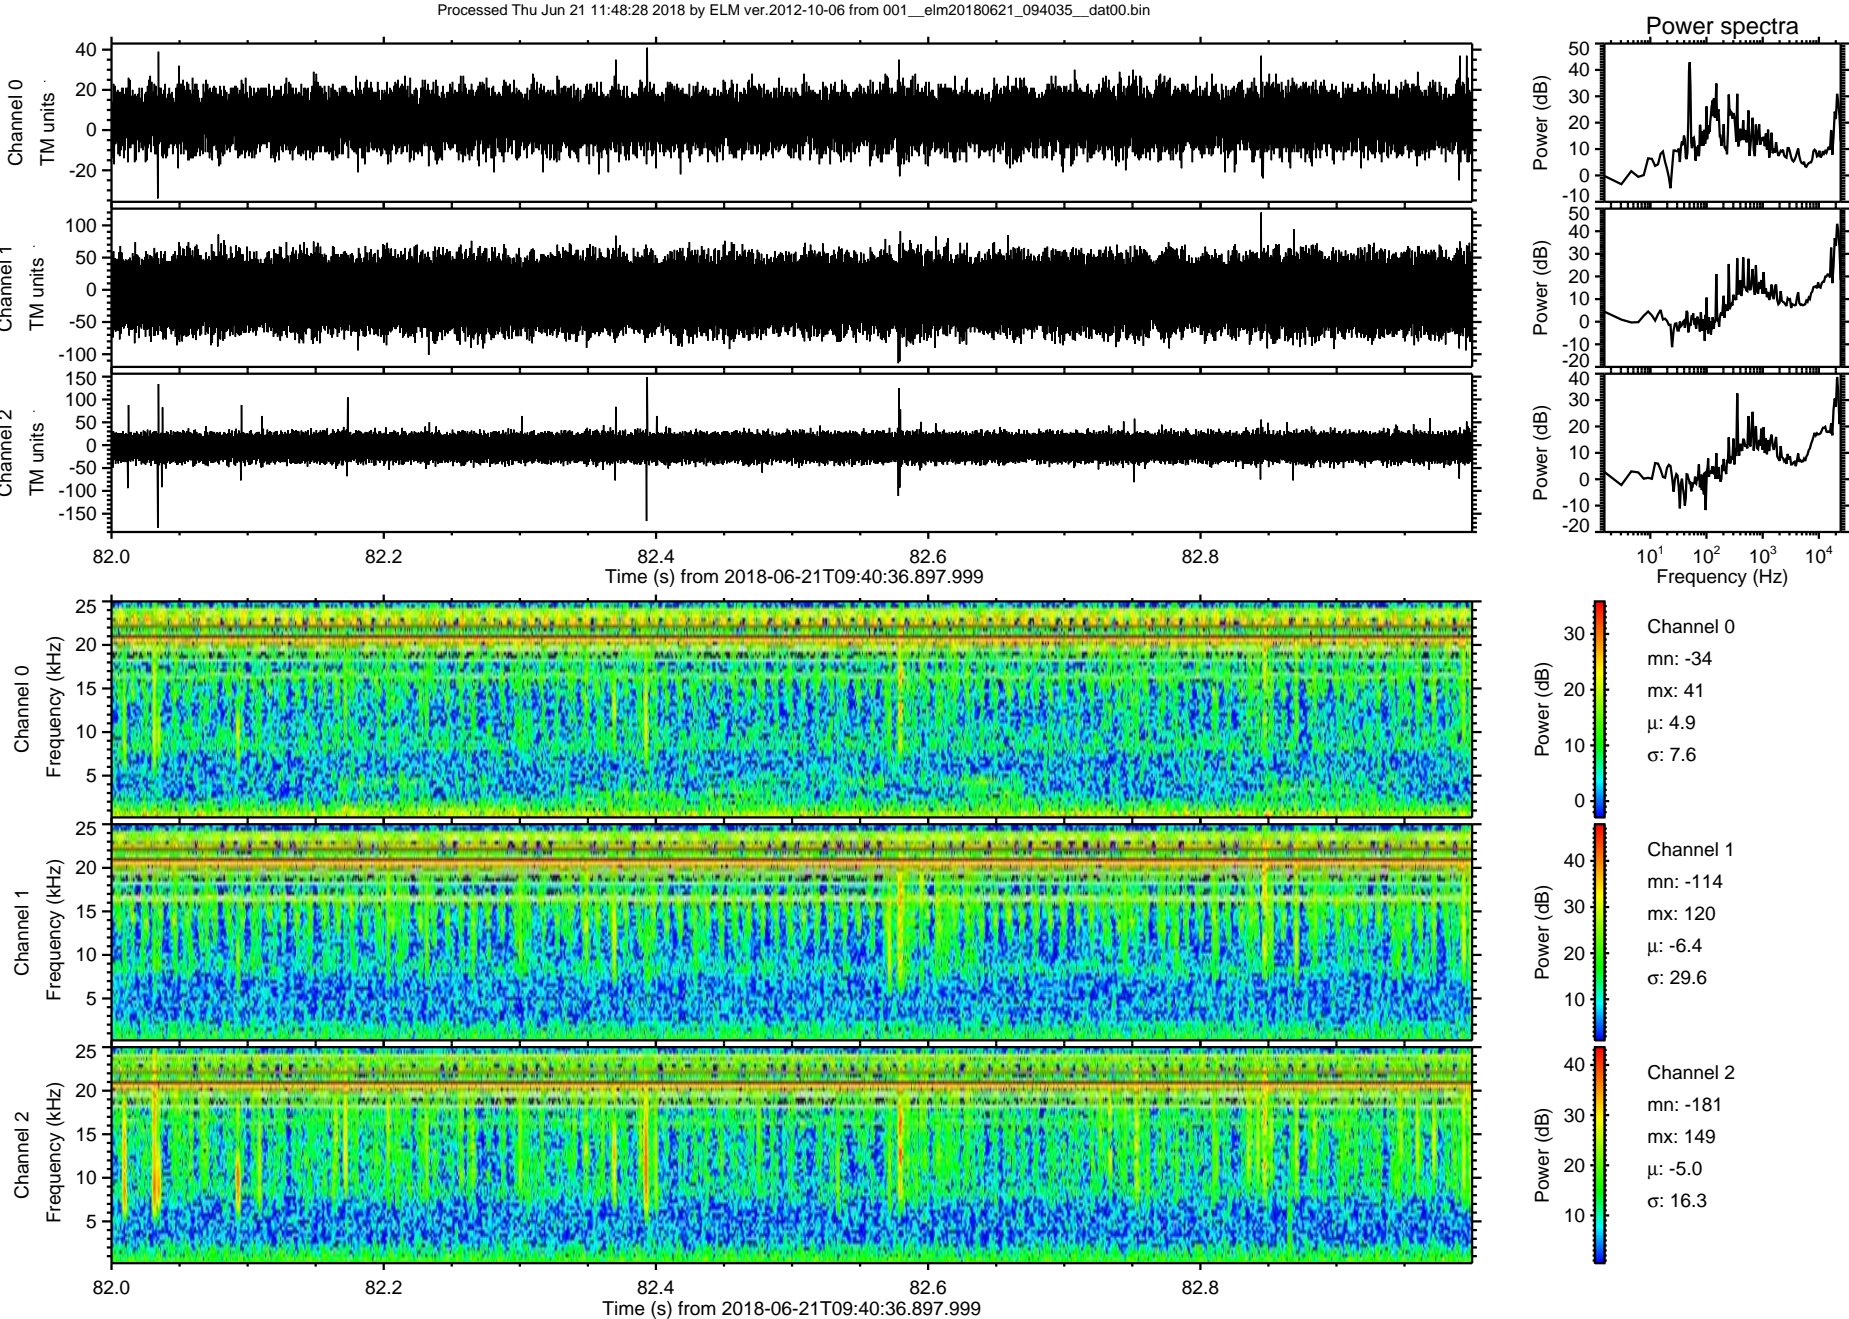 Processed Thu Jun 21 11:48:28 2018 by ELM ver.2012-10-06 from 001__elm20180621_094035__dat00.bin
Power spectra
Channel 0
TM units
40
20
0
-20
Power (dB)
50
40
30
20
10
0
-10
Channel 1
TM units
100
50
0
-50
-100
Power (dB)
50
40
30
20
10
0
-10
-20
Channel 2
TM units
150
100
50
0
-50
-100
-150
Power (dB)
40
30
20
10
0
-10
-20
82.0 82.2 82.4 82.6 82.8
Time (s) from 2018-06-21T09:40:36.897.999
10¹ 10² 10³ 10⁴
Frequency (Hz)
Channel 0
Frequency (kHz)
25
20
15
10
5
Power (dB)
30
20
10
0
Channel 0
mn: -34
mx: 41
μ: 4.9
σ: 7.6
Channel 1
Frequency (kHz)
25
20
15
10
5
Power (dB)
40
30
20
10
Channel 1
mn: -114
mx: 120
μ: -6.4
σ: 29.6
Channel 2
Frequency (kHz)
25
20
15
10
5
Power (dB)
40
30
20
10
Channel 2
mn: -181
mx: 149
μ: -5.0
σ: 16.3
82.0 82.2 82.4 82.6 82.8
Time (s) from 2018-06-21T09:40:36.897.999